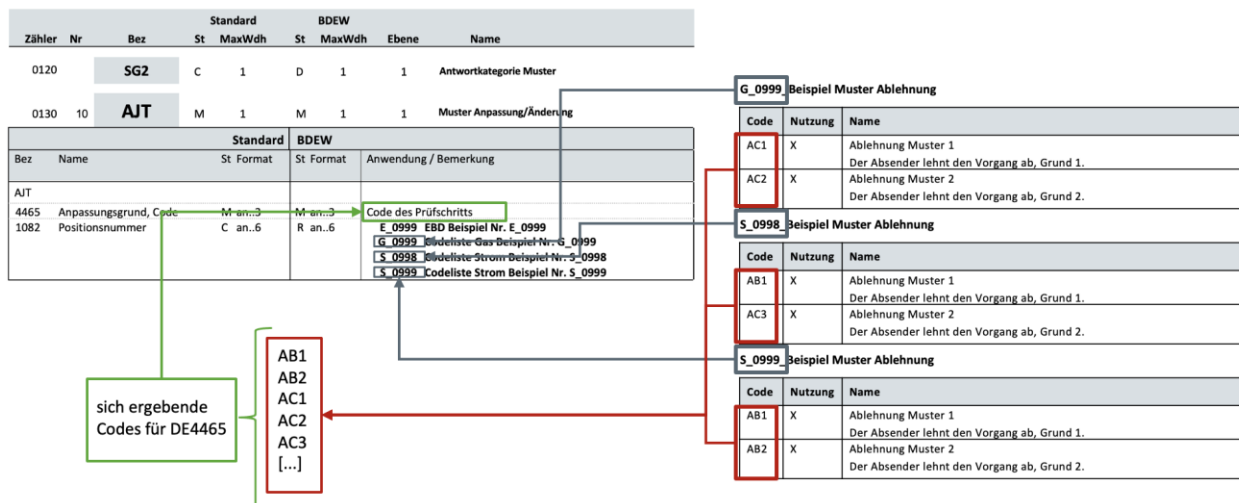 Standard BDEW
Zähler Nr Bez St MaxWdh St MaxWdh Ebene Name
0120 SG2 C 1 D 1 1 Antwortkategorie Muster
0130 10 AJT M 1 M 1 1 Muster Anpassung/Änderung
Standard BDEW
Bez Name St Format St Format Anwendung / Bemerkung
AJT
4465 Anpassungsgrund, Code M an..3 M an..3 Code des Prüfschritts
1082 Positionsnummer C an..6 R an..6 E_0999 EBD Beispiel Nr. E_0999
G_0999 Codeliste Gas Beispiel Nr. G_0999
S_0998 Codeliste Strom Beispiel Nr. S_0998
S_0999 Codeliste Strom Beispiel Nr. S_0999
sich ergebende
Codes für DE4465
AB1
AB2
AC1
AC2
AC3
[...]
G_0999_Beispiel Muster Ablehnung
Code Nutzung Name
AC1 X Ablehnung Muster 1
Der Absender lehnt den Vorgang ab, Grund 1.
AC2 X Ablehnung Muster 2
Der Absender lehnt den Vorgang ab, Grund 2.
S_0998_Beispiel Muster Ablehnung
Code Nutzung Name
AB1 X Ablehnung Muster 1
Der Absender lehnt den Vorgang ab, Grund 1.
AC3 X Ablehnung Muster 2
Der Absender lehnt den Vorgang ab, Grund 2.
S_0999_Beispiel Muster Ablehnung
Code Nutzung Name
AB1 X Ablehnung Muster 1
Der Absender lehnt den Vorgang ab, Grund 1.
AB2 X Ablehnung Muster 2
Der Absender lehnt den Vorgang ab, Grund 2.